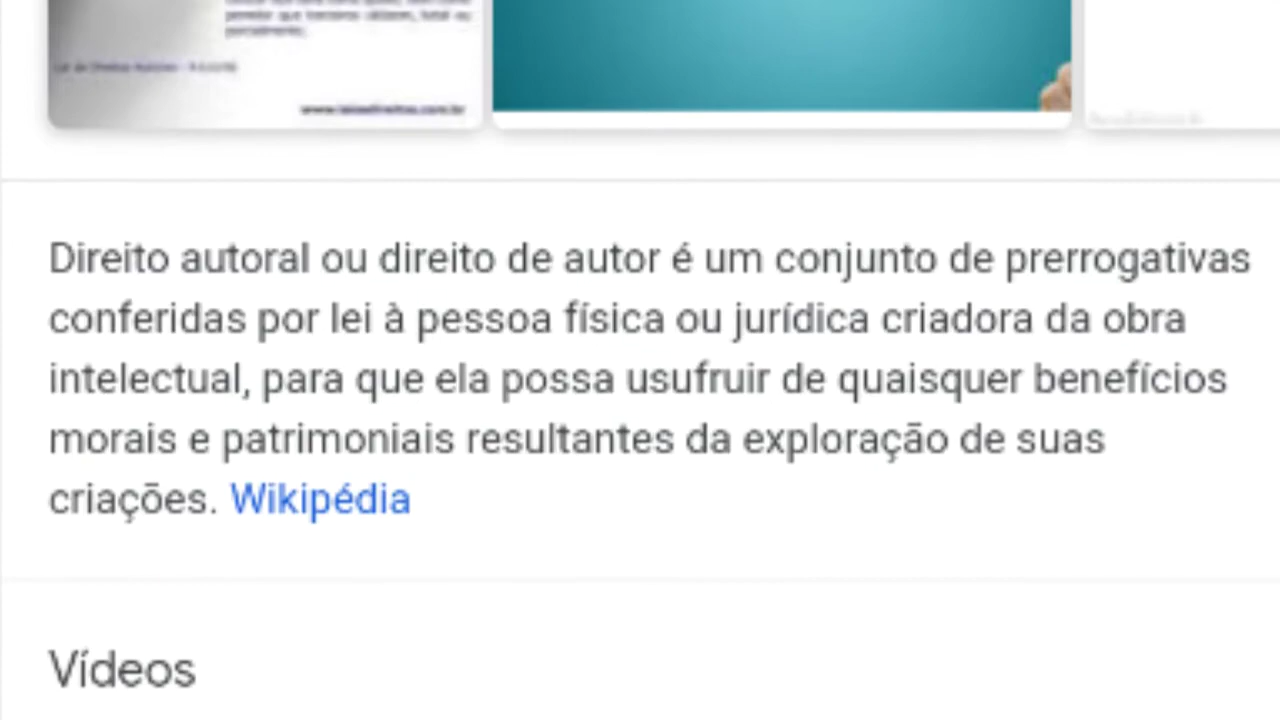 www.
Direito autoral ou direito de autor é um conjunto de prerrogativas
conferidas por lei à pessoa física ou jurídica criadora da obra
intelectual, para que ela possa usufruir de quaisquer benefícios
morais e patrimoniais resultantes da exploração de suas
criações. Wikipédia
Vídeos